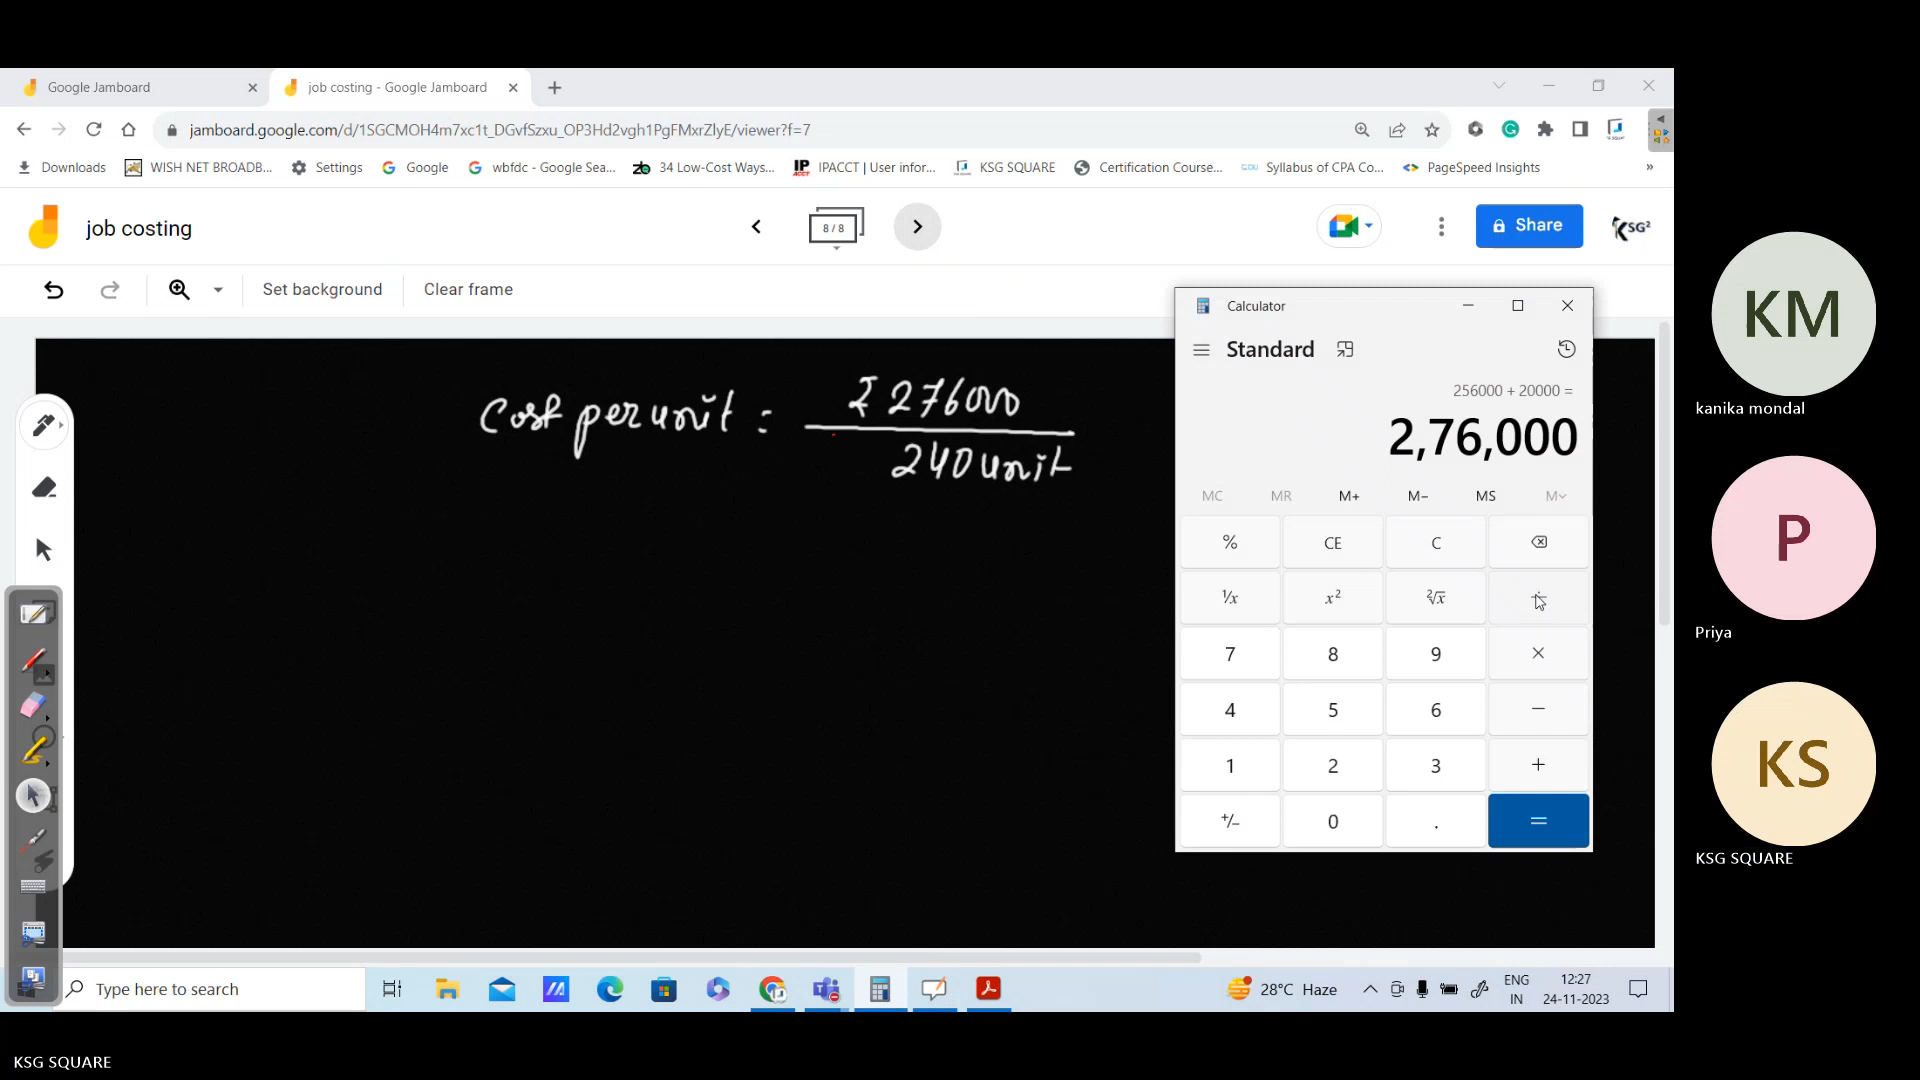 Google Jamboard
job costing - Google Jamboard
jamboard.google.com/d/1SGCMOH4m7xc1t_DGvfSzxu_OP3Hd2vgh1PgFMxrZlyE/viewer?f=7
Downloads WISH NET BROADB... Settings Google wbfdc - Google Sea... 34 Low-Cost Ways... IPACCT | User infor... KSG SQUARE Certification Course... Syllabus of CPA Co... PageSpeed Insights »
job costing
8 / 8
Share
KSG²
Set background Clear frame
Cost per unit = ₹ 276000
240 unit
Calculator
Standard
256000 + 20000 =
2,76,000
MC MR M+ M− MS M˅
% CE C
¹/x x² ²√x ÷
7 8 9 ×
4 5 6 −
1 2 3 +
+/− 0 . =
KM
kanika mondal
P
Priya
KS
KSG SQUARE
Type here to search
28°C Haze
ENG
IN
12:27
24-11-2023
KSG SQUARE